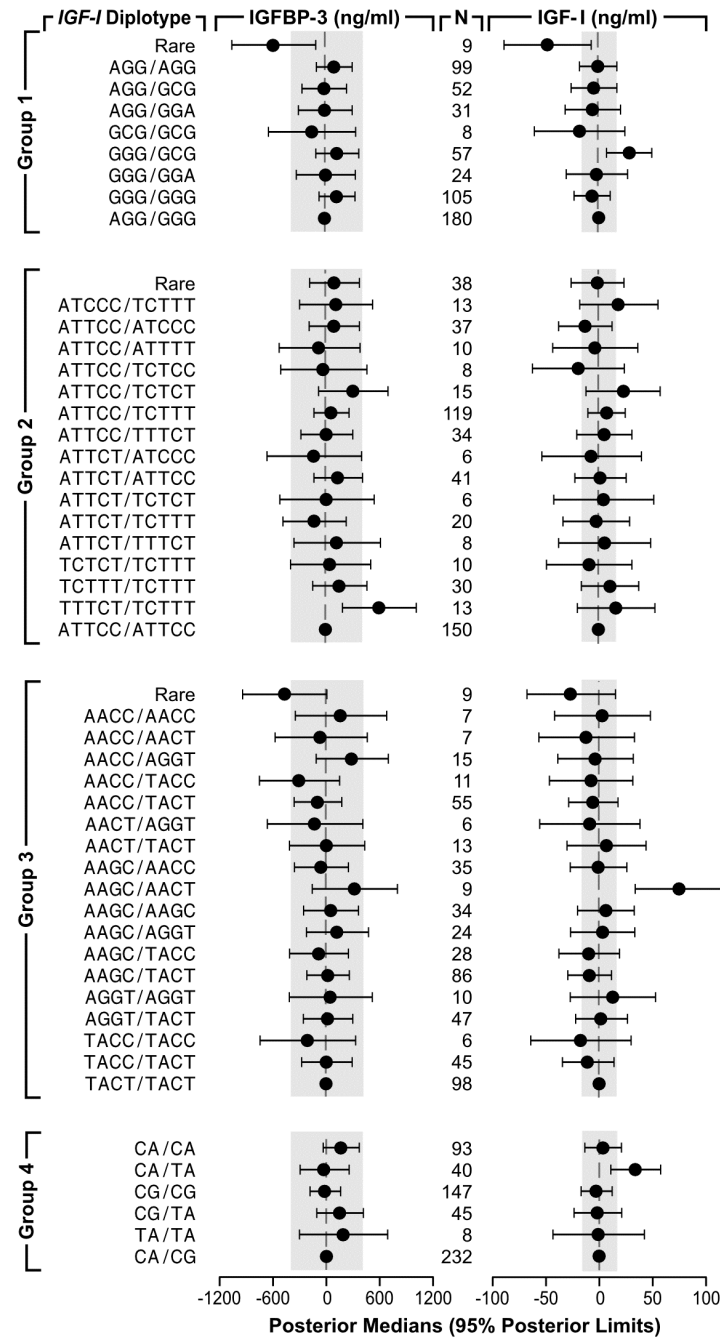 IGF-I Diplotype IGFBP-3 (ng/ml) N IGF-I (ng/ml)
Group 1
Rare 9
AGG/AGG 99
AGG/GCG 52
AGG/GGA 31
GCG/GCG 8
GGG/GCG 57
GGG/GGA 24
GGG/GGG 105
AGG/GGG 180
Group 2
Rare 38
ATCCC/TCTTT 13
ATTCC/ATCCC 37
ATTCC/ATTTT 10
ATTCC/TCTCC 8
ATTCC/TCTCT 15
ATTCC/TCTTT 119
ATTCC/TTTCT 34
ATTCT/ATCCC 6
ATTCT/ATTCC 41
ATTCT/TCTCT 6
ATTCT/TCTTT 20
ATTCT/TTTCT 8
TCTCT/TCTTT 10
TCTTT/TCTTT 30
TTTCT/TCTTT 13
ATTCC/ATTCC 150
Group 3
Rare 9
AACC/AACC 7
AACC/AACT 7
AACC/AGGT 15
AACC/TACC 11
AACC/TACT 55
AACT/AGGT 6
AACT/TACT 13
AAGC/AACC 35
AAGC/AACT 9
AAGC/AAGC 34
AAGC/AGGT 24
AAGC/TACC 28
AAGC/TACT 86
AGGT/AGGT 10
AGGT/TACT 47
TACC/TACC 6
TACC/TACT 45
TACT/TACT 98
Group 4
CA/CA 93
CA/TA 40
CG/CG 147
CG/TA 45
TA/TA 8
CA/CG 232
-1200 -600 0 600 1200 -100 -50 0 50 100
Posterior Medians (95% Posterior Limits)